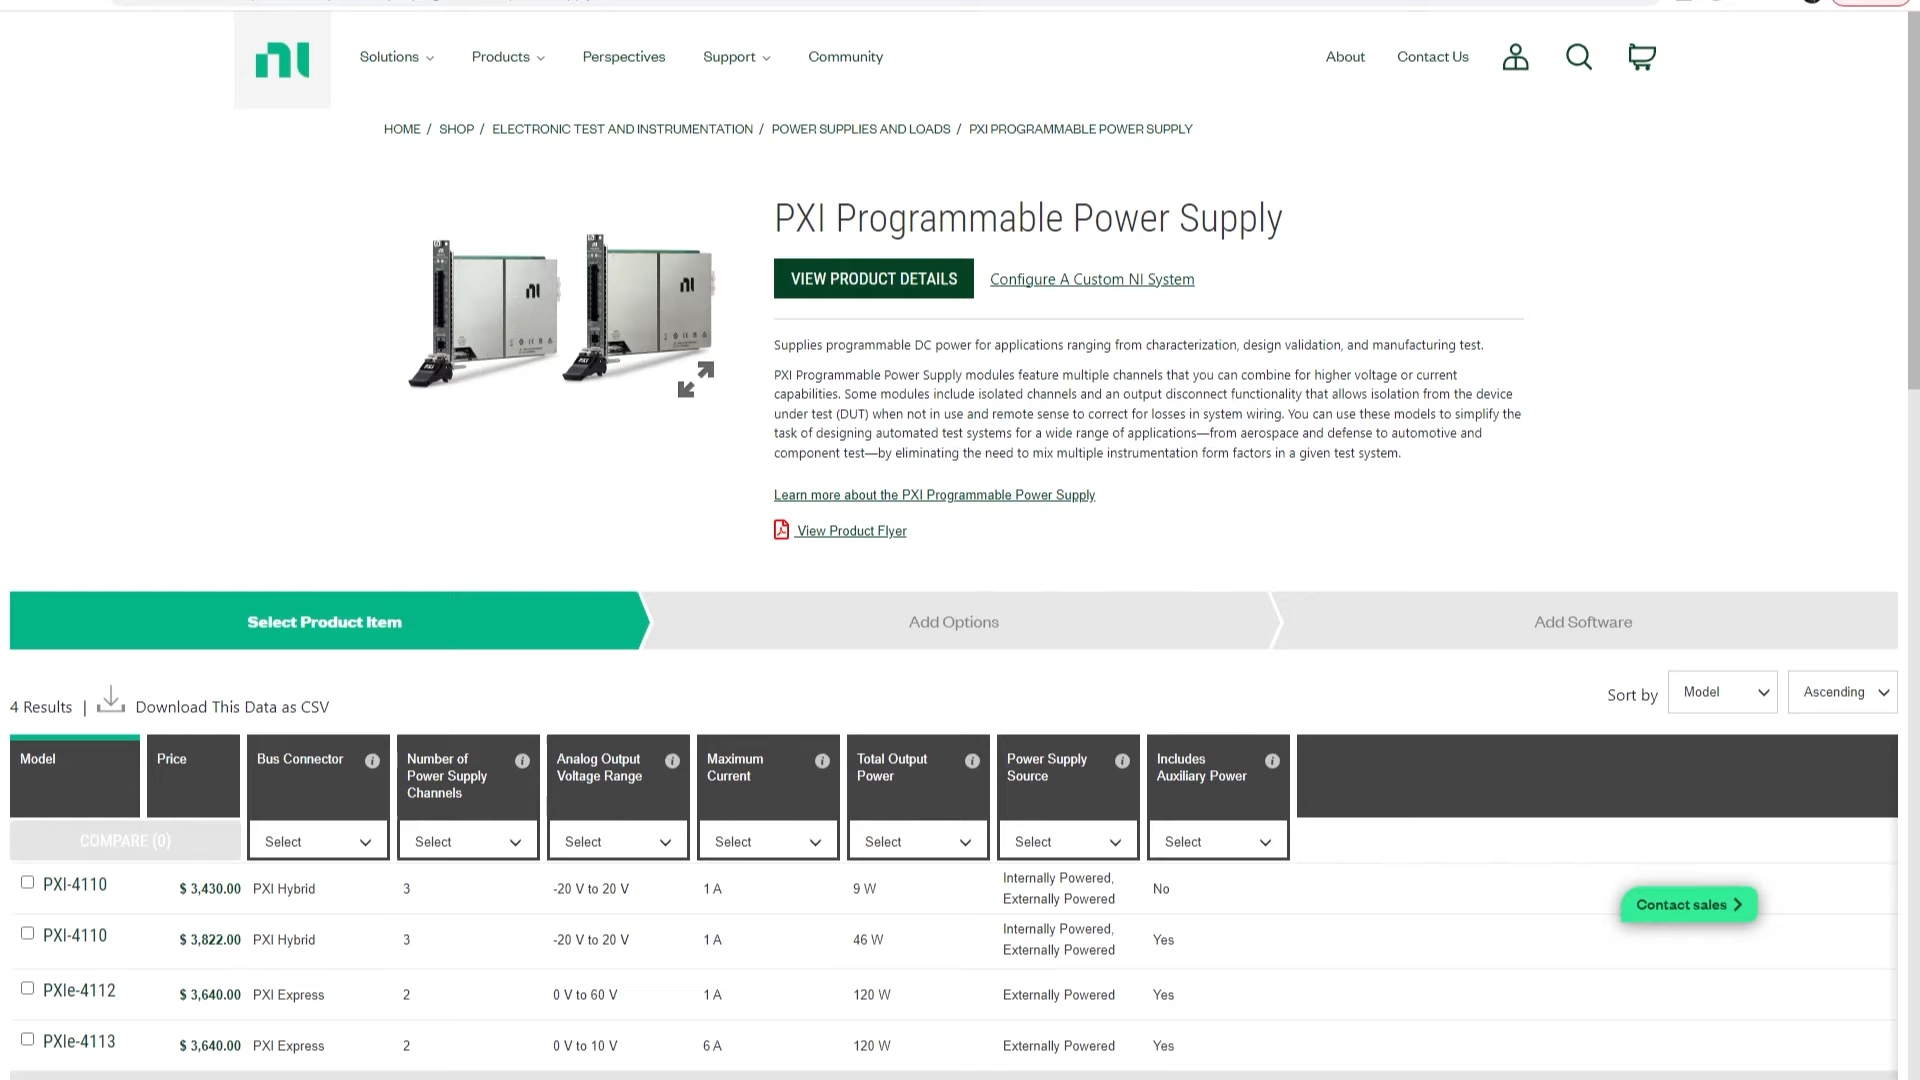 ni
Solutions
Products
Perspectives
Support
Community
About
Contact Us
HOME / SHOP / ELECTRONIC TEST AND INSTRUMENTATION / POWER SUPPLIES AND LOADS / PXI PROGRAMMABLE POWER SUPPLY
PXI Programmable Power Supply
VIEW PRODUCT DETAILS
Configure A Custom NI System
Supplies programmable DC power for applications ranging from characterization, design validation, and manufacturing test.
PXI Programmable Power Supply modules feature multiple channels that you can combine for higher voltage or current
capabilities. Some modules include isolated channels and an output disconnect functionality that allows isolation from the device
under test (DUT) when not in use and remote sense to correct for losses in system wiring. You can use these models to simplify the
task of designing automated test systems for a wide range of applications—from aerospace and defense to automotive and
component test—by eliminating the need to mix multiple instrumentation form factors in a given test system.
Learn more about the PXI Programmable Power Supply
View Product Flyer
Select Product Item
Add Options
Add Software
4 Results | Download This Data as CSV
Sort by
Model
Ascending
Model
Price
Bus Connector
Number of
Power Supply
Channels
Analog Output
Voltage Range
Maximum
Current
Total Output
Power
Power Supply
Source
Includes
Auxiliary Power
COMPARE (0)
Select
Select
Select
Select
Select
Select
Select
PXI-4110 $ 3,430.00 PXI Hybrid 3 -20 V to 20 V 1 A 9 W Internally Powered, Externally Powered No
PXI-4110 $ 3,822.00 PXI Hybrid 3 -20 V to 20 V 1 A 46 W Internally Powered, Externally Powered Yes
PXIe-4112 $ 3,640.00 PXI Express 2 0 V to 60 V 1 A 120 W Externally Powered Yes
PXIe-4113 $ 3,640.00 PXI Express 2 0 V to 10 V 6 A 120 W Externally Powered Yes
Contact sales